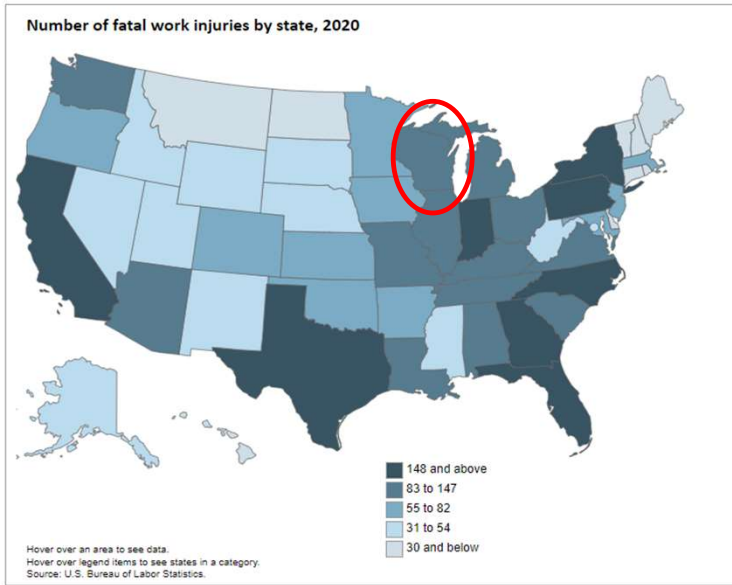 Number of fatal work injuries by state, 2020
148 and above
83 to 147
55 to 82
31 to 54
30 and below
Hover over an area to see data.
Hover over legend items to see states in a category.
Source: U.S. Bureau of Labor Statistics.